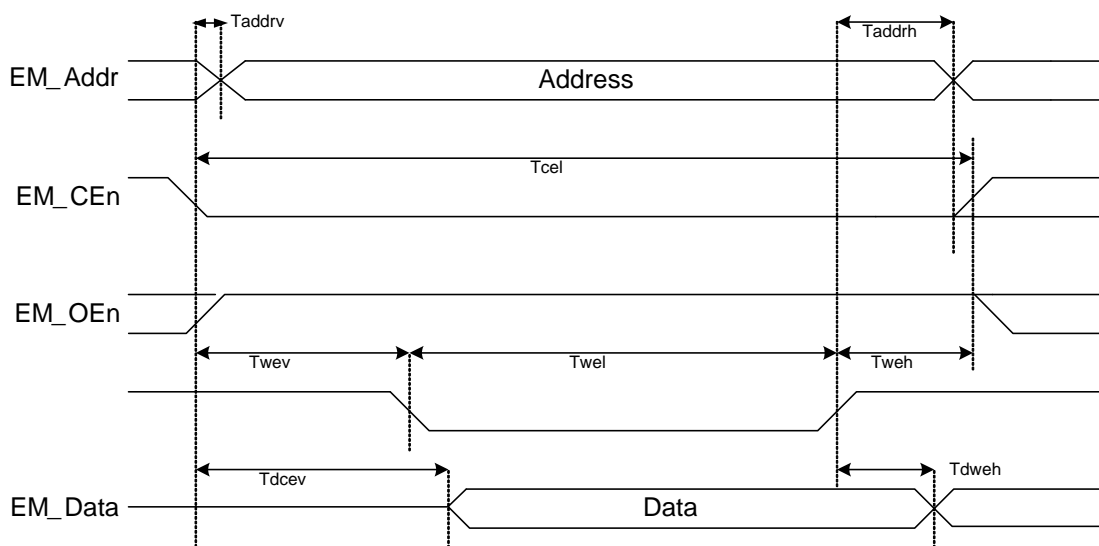 Taddrv
Taddrh
EM_Addr
Address
Tcel
EM_CEn
EM_OEn
Twev
Twel
Tweh
Tdcev
Tdweh
EM_Data
Data